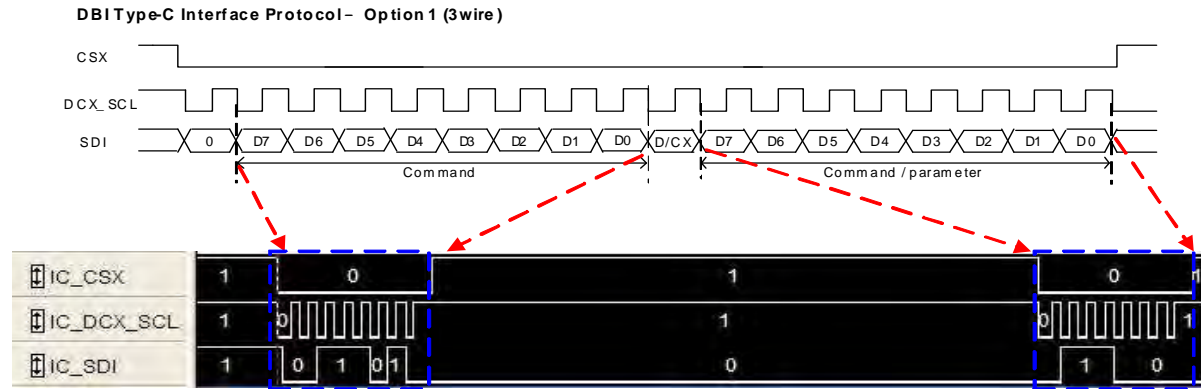 DBI Type-C Interface Protocol – Option 1 (3wire)
CSX
DCX_SCL
SDI 0 D7 D6 D5 D4 D3 D2 D1 D0 D/CX D7 D6 D5 D4 D3 D2 D1 D0
Command Command / parameter
IC_CSX 1 0 1 0 1
IC_DCX_SCL 1 0 1 0 1
IC_SDI 1 0 1 0 1 0 1 0